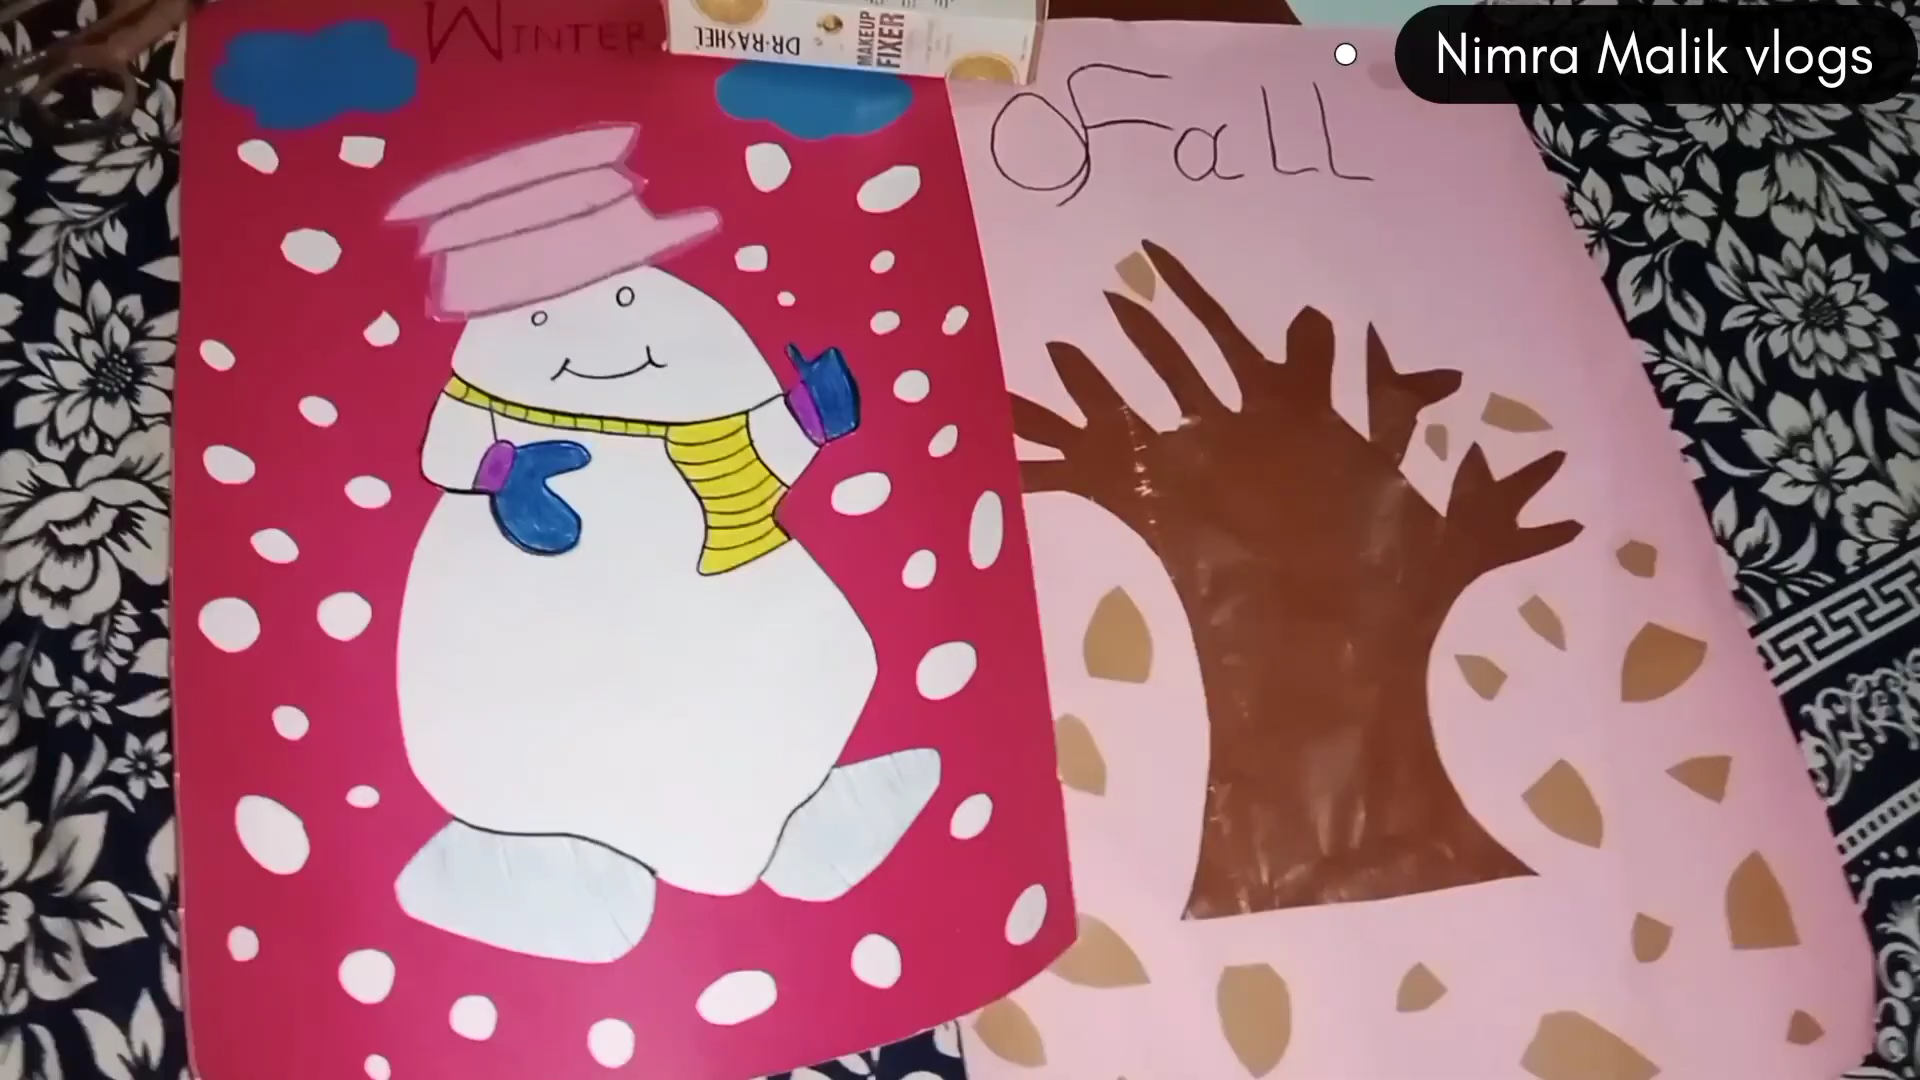 WINTER
DR·RASHEL
MAKEUP
FIXER
Fall
Nimra Malik vlogs